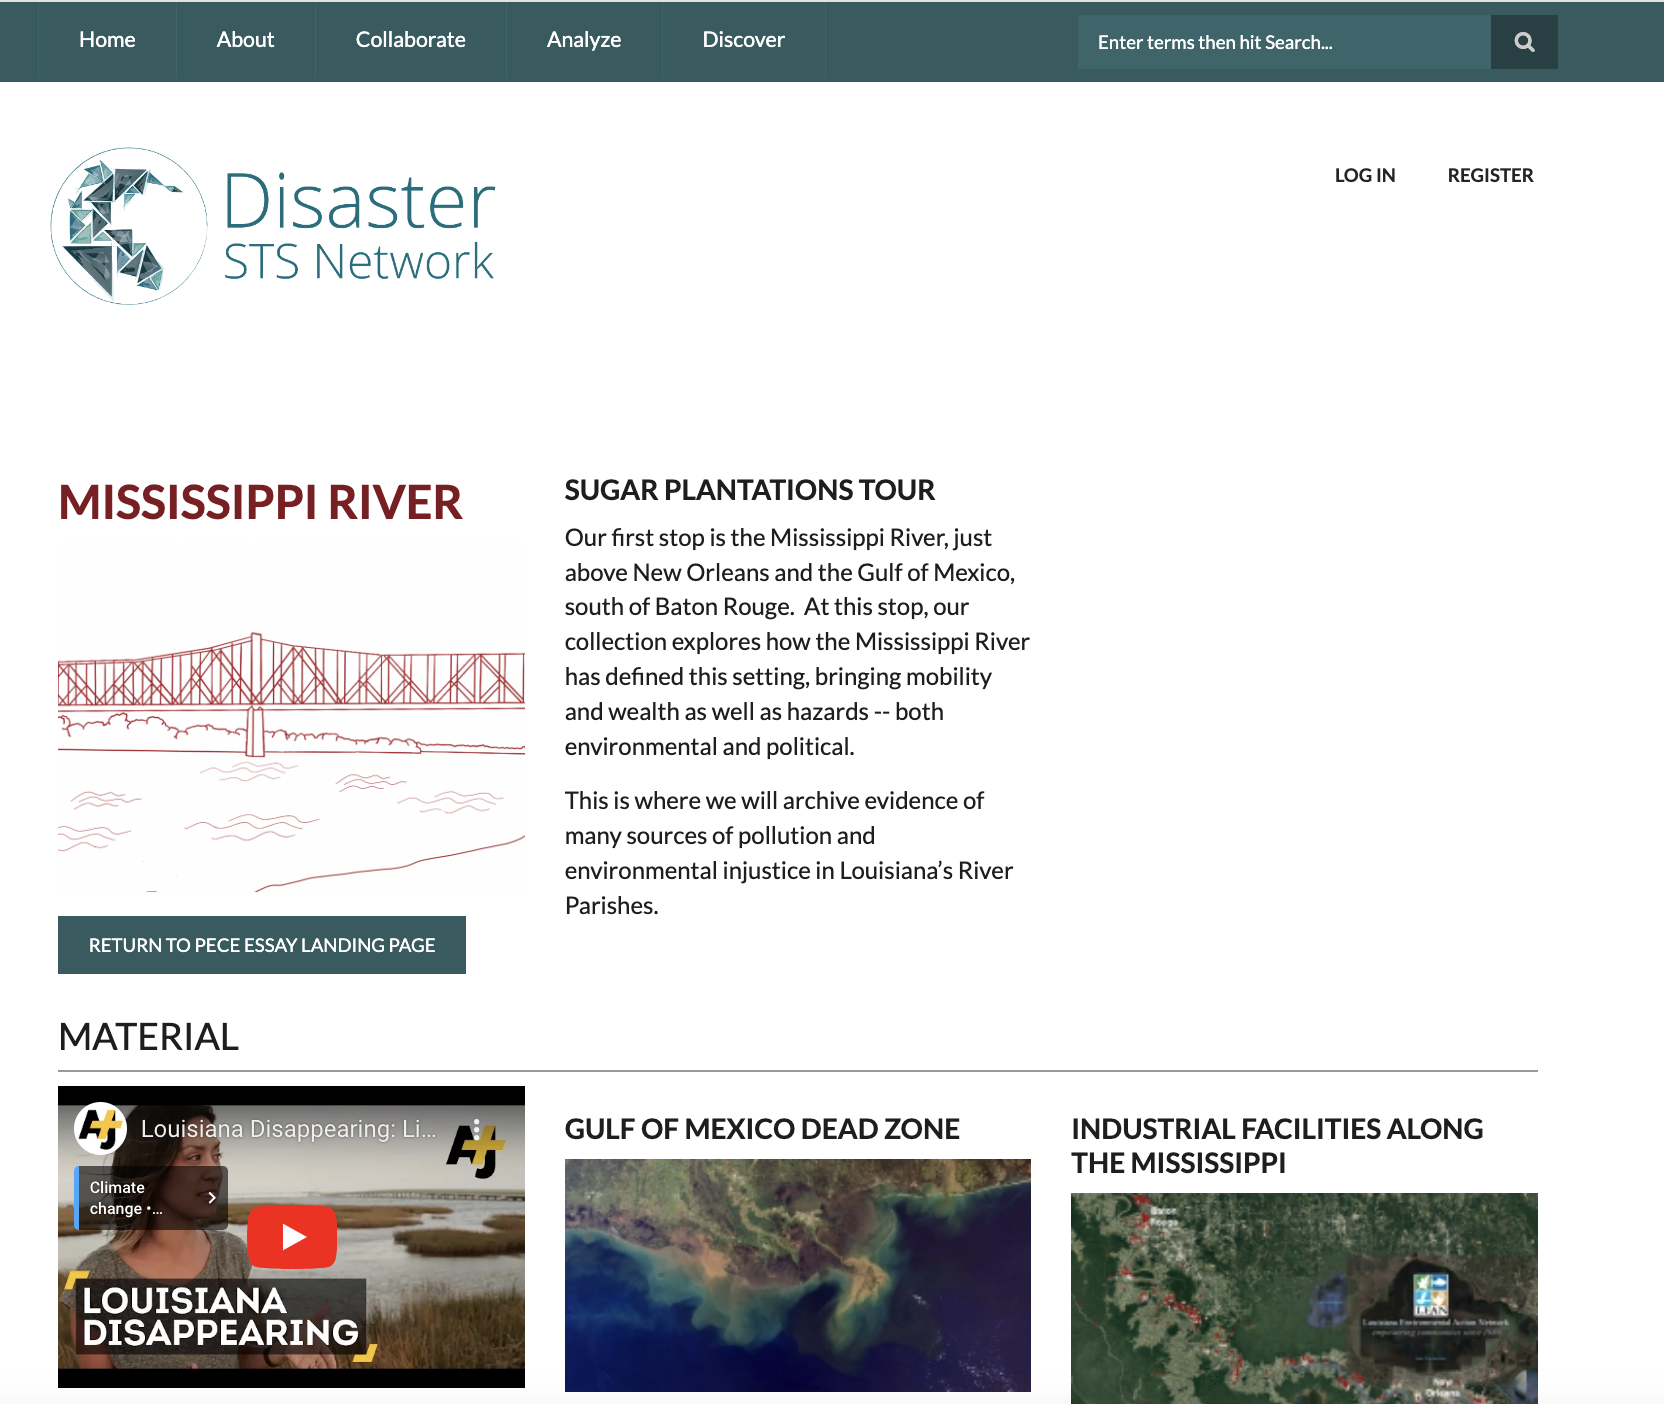 Home
About
Collaborate
Analyze
Discover
Enter terms then hit Search...
Disaster
STS Network
LOG IN
REGISTER
MISSISSIPPI RIVER
RETURN TO PECE ESSAY LANDING PAGE
SUGAR PLANTATIONS TOUR
Our first stop is the Mississippi River, just
above New Orleans and the Gulf of Mexico,
south of Baton Rouge.  At this stop, our
collection explores how the Mississippi River
has defined this setting, bringing mobility
and wealth as well as hazards -- both
environmental and political.
This is where we will archive evidence of
many sources of pollution and
environmental injustice in Louisiana’s River
Parishes.
MATERIAL
Louisiana Disappearing: Li...
Climate
change •...
LOUISIANA
DISAPPEARING
GULF OF MEXICO DEAD ZONE
INDUSTRIAL FACILITIES ALONG
THE MISSISSIPPI
Baton
Rouge
LEAN
Louisiana Environmental Action Network
New
Orleans